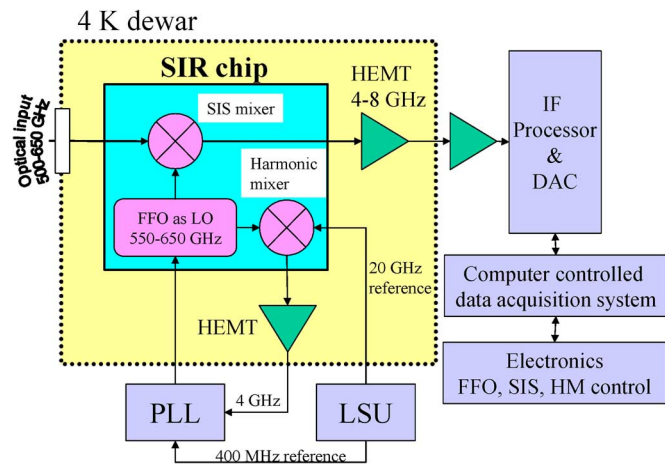 4 K dewar
SIR chip
HEMT
4-8 GHz
SIS mixer
Optical input
500-650 GHz
Harmonic
mixer
FFO as LO
550-650 GHz
IF
Processor
&
DAC
20 GHz
reference
Computer controlled
data acquisition system
HEMT
Electronics
FFO, SIS, HM control
PLL
4 GHz
LSU
400 MHz reference